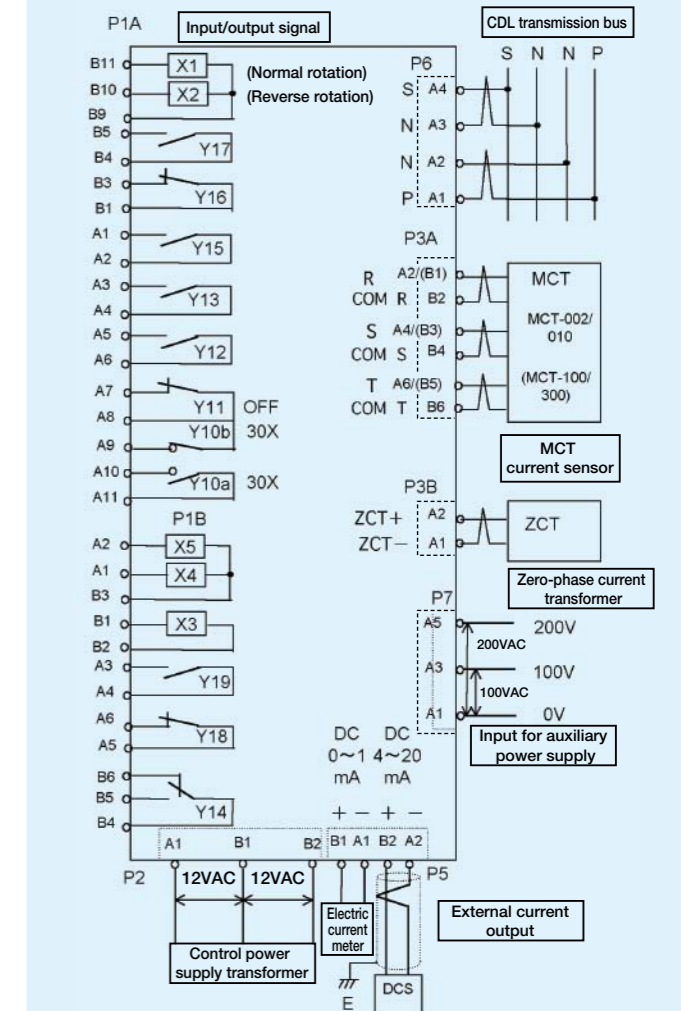 P1A
Input/output signal
CDL transmission bus
S N N P
B11 X1 (Normal rotation)
B10 X2 (Reverse rotation)
B9
B5
Y17
B4
B3
Y16
B1
A1
Y15
A2
A3
Y13
A4
A5
Y12
A6
A7
Y11 OFF
A8
Y10b 30X
A9
A10
Y10a 30X
A11
P1B
A2 X5
A1 X4
B3
B1 X3
B2
A3
Y19
A4
A6
Y18
A5
B6
B5
Y14
B4
P6
S A4
N A3
N A2
P A1
P3A
R A2/(B1)
COM R B2
S A4/(B3)
COM S B4
T A6/(B5)
COM T B6
MCT
MCT-002/
010
(MCT-100/
300)
MCT
current sensor
P3B
ZCT+ A2
ZCT− A1
ZCT
Zero-phase current
transformer
P7
A5 200V
200VAC
A3 100V
100VAC
A1 0V
Input for auxiliary
power supply
DC DC
0~1 4~20
mA mA
+ − + −
A1 B1 B2 B1 A1 B2 A2
P2 P5
12VAC 12VAC
Control power
supply transformer
Electric
current
meter
External current
output
E
DCS